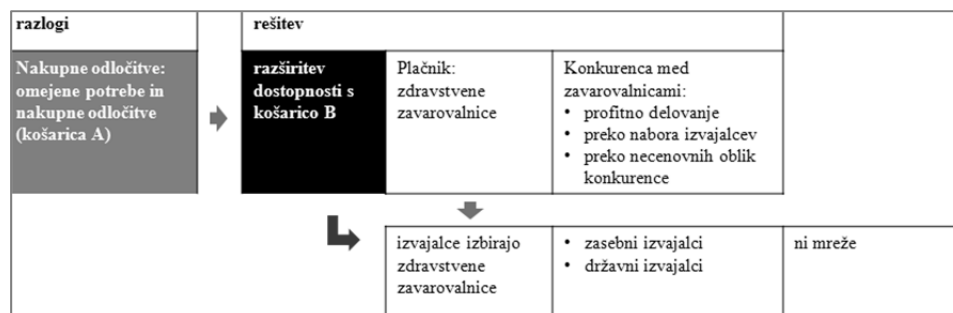 razlogi
rešitev
Nakupne odločitve:
omejene potrebe in
nakupne odločitve
(košarica A)
razširitev
dostopnosti s
košarico B
Plačnik:
zdravstvene
zavarovalnice
Konkurenca med
zavarovalnicami:
• profitno delovanje
• preko nabora izvajalcev
• preko necenovnih oblik
konkurence
izvajalce izbirajo
zdravstvene
zavarovalnice
• zasebni izvajalci
• državni izvajalci
ni mreže